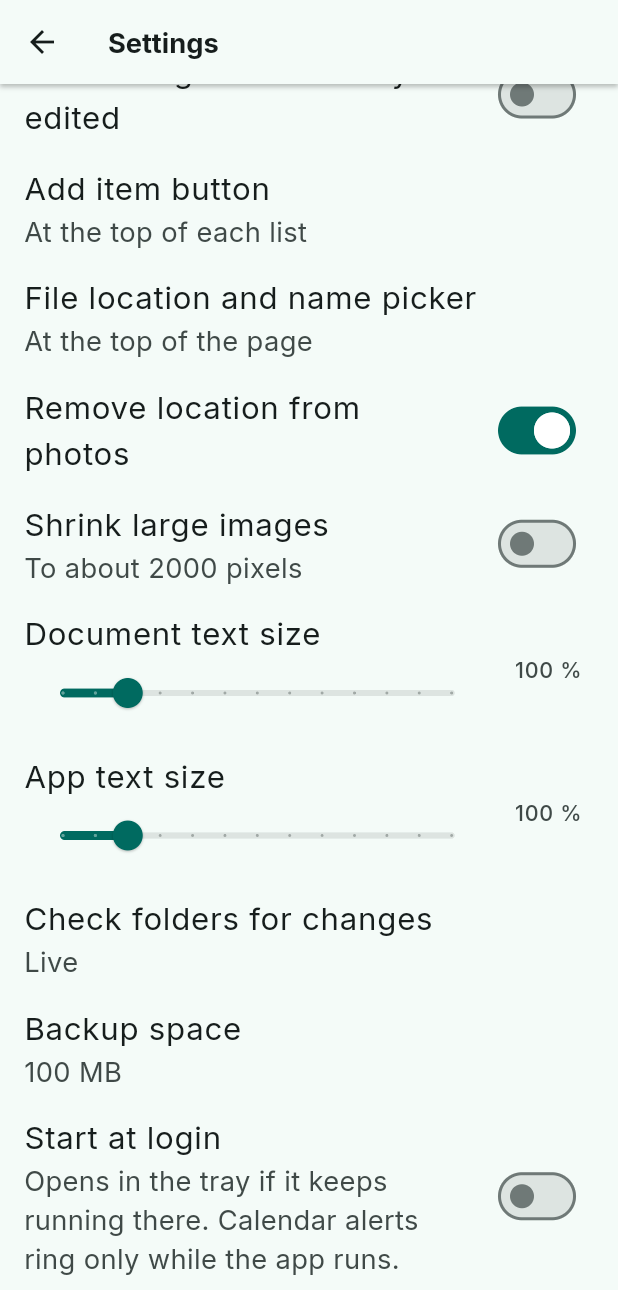 Settings
edited
Add item button
At the top of each list
File location and name picker
At the top of the page
Remove location from
photos
Shrink large images
To about 2000 pixels
Document text size
100 %
App text size
100 %
Check folders for changes
Live
Backup space
100 MB
Start at login
Opens in the tray if it keeps
running there. Calendar alerts
ring only while the app runs.